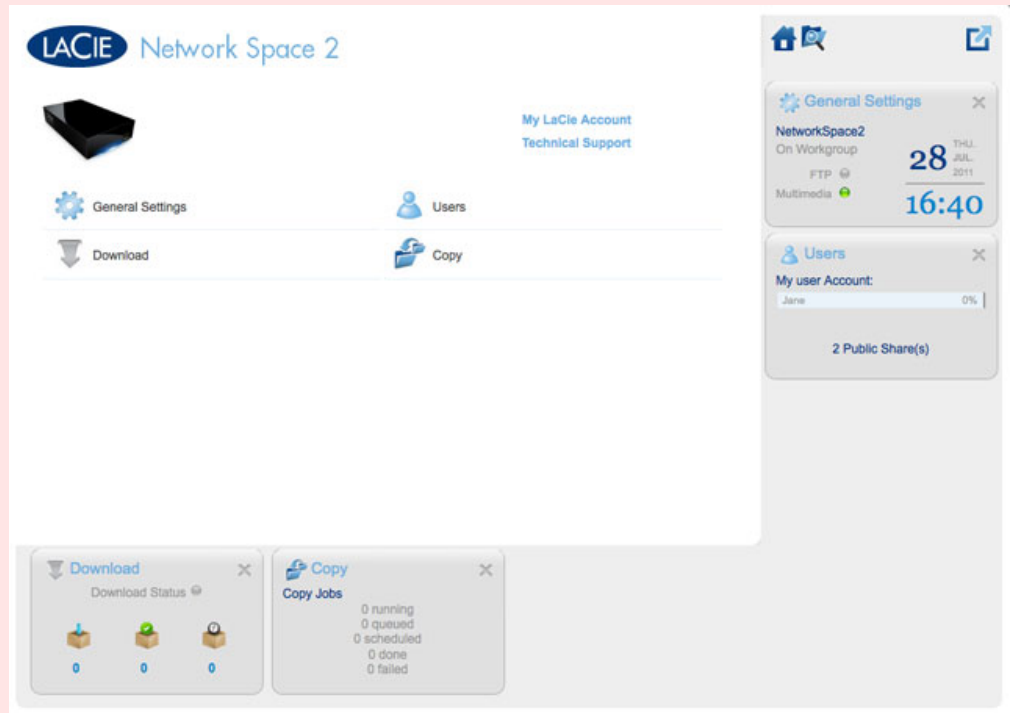 LACIE Network Space 2
My LaCie Account
Technical Support
General Settings
Users
Download
Copy
General Settings
NetworkSpace2
On Workgroup
FTP
Multimedia
28
THU.
JUL.
2011
16:40
Users
My user Account:
Jane 0%
2 Public Share(s)
Download
Download Status
0 0 0
Copy
Copy Jobs
0 running
0 queued
0 scheduled
0 done
0 failed